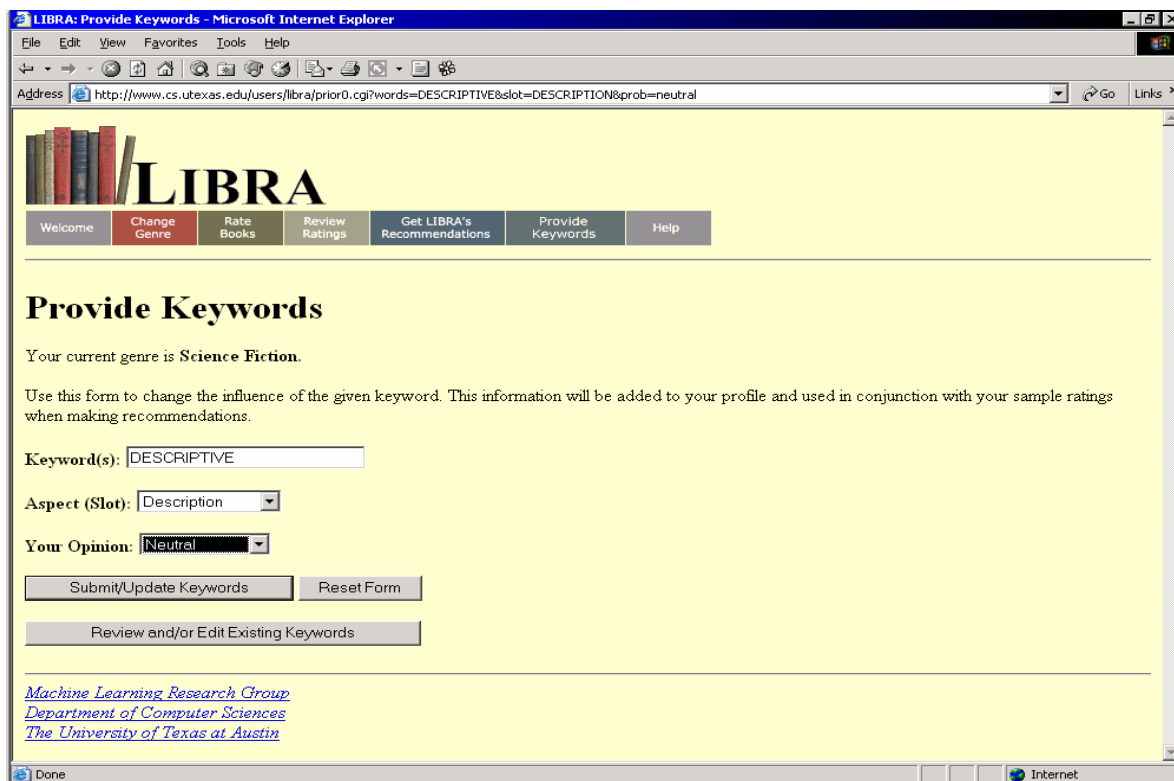 LIBRA: Provide Keywords - Microsoft Internet Explorer
File Edit View Favorites Tools Help
Address http://www.cs.utexas.edu/users/libra/prior0.cgi?words=DESCRIPTIVE&slot=DESCRIPTION&prob=neutral Go Links »
LIBRA
Welcome Change Genre Rate Books Review Ratings Get LIBRA's Recommendations Provide Keywords Help
Provide Keywords
Your current genre is Science Fiction.
Use this form to change the influence of the given keyword. This information will be added to your profile and used in conjunction with your sample ratings
when making recommendations.
Keyword(s): DESCRIPTIVE
Aspect (Slot): Description
Your Opinion: Neutral
Submit/Update Keywords Reset Form
Review and/or Edit Existing Keywords
Machine Learning Research Group
Department of Computer Sciences
The University of Texas at Austin
Done Internet